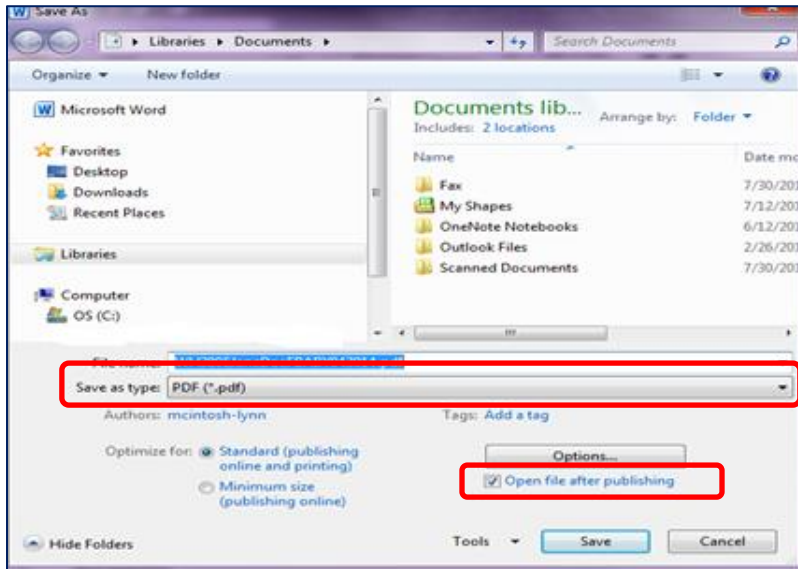 Save As
Libraries Documents Search Documents
Organize New folder
Microsoft Word
Favorites
Desktop
Downloads
Recent Places
Libraries
Computer
OS (C:)
Documents lib... Arrange by: Folder
Includes: 2 locations
Name Date mo
Fax 7/30/201
My Shapes 7/12/201
OneNote Notebooks 6/12/201
Outlook Files 2/26/201
Scanned Documents 7/30/201
File name:
Save as type: PDF (*.pdf)
Authors: mcintosh-lynn Tags: Add a tag
Optimize for: Standard (publishing
online and printing)
Minimum size
(publishing online)
Options...
Open file after publishing
Hide Folders Tools Save Cancel